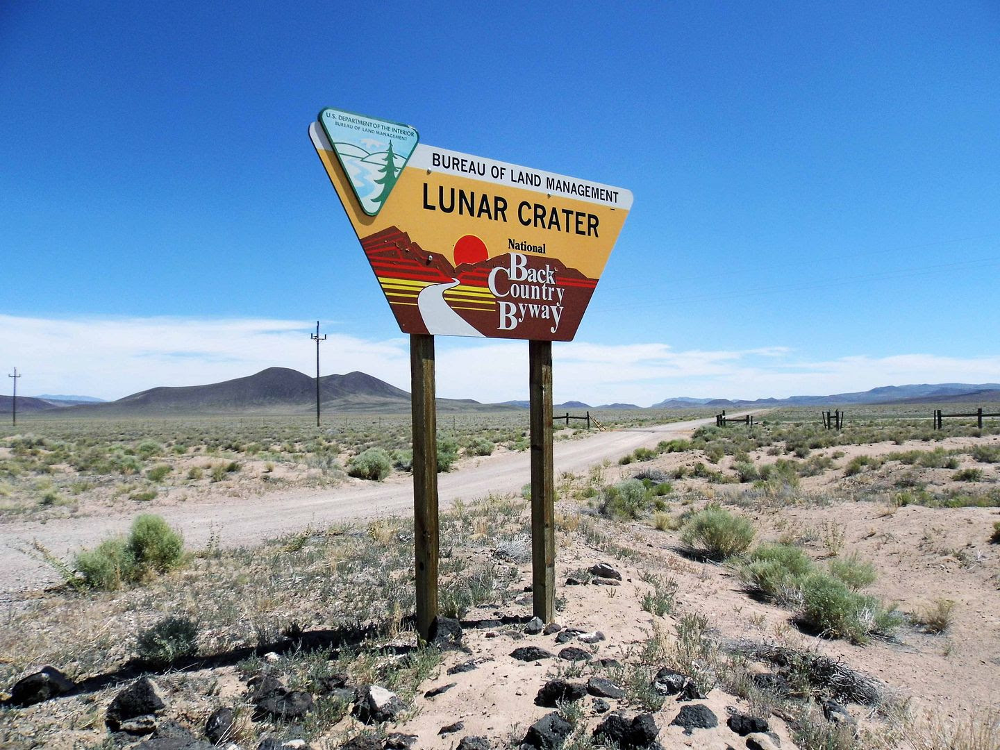 U.S. DEPARTMENT OF THE INTERIOR
BUREAU OF LAND MANAGEMENT
BUREAU OF LAND MANAGEMENT
LUNAR CRATER
National
Back
Country
Byway